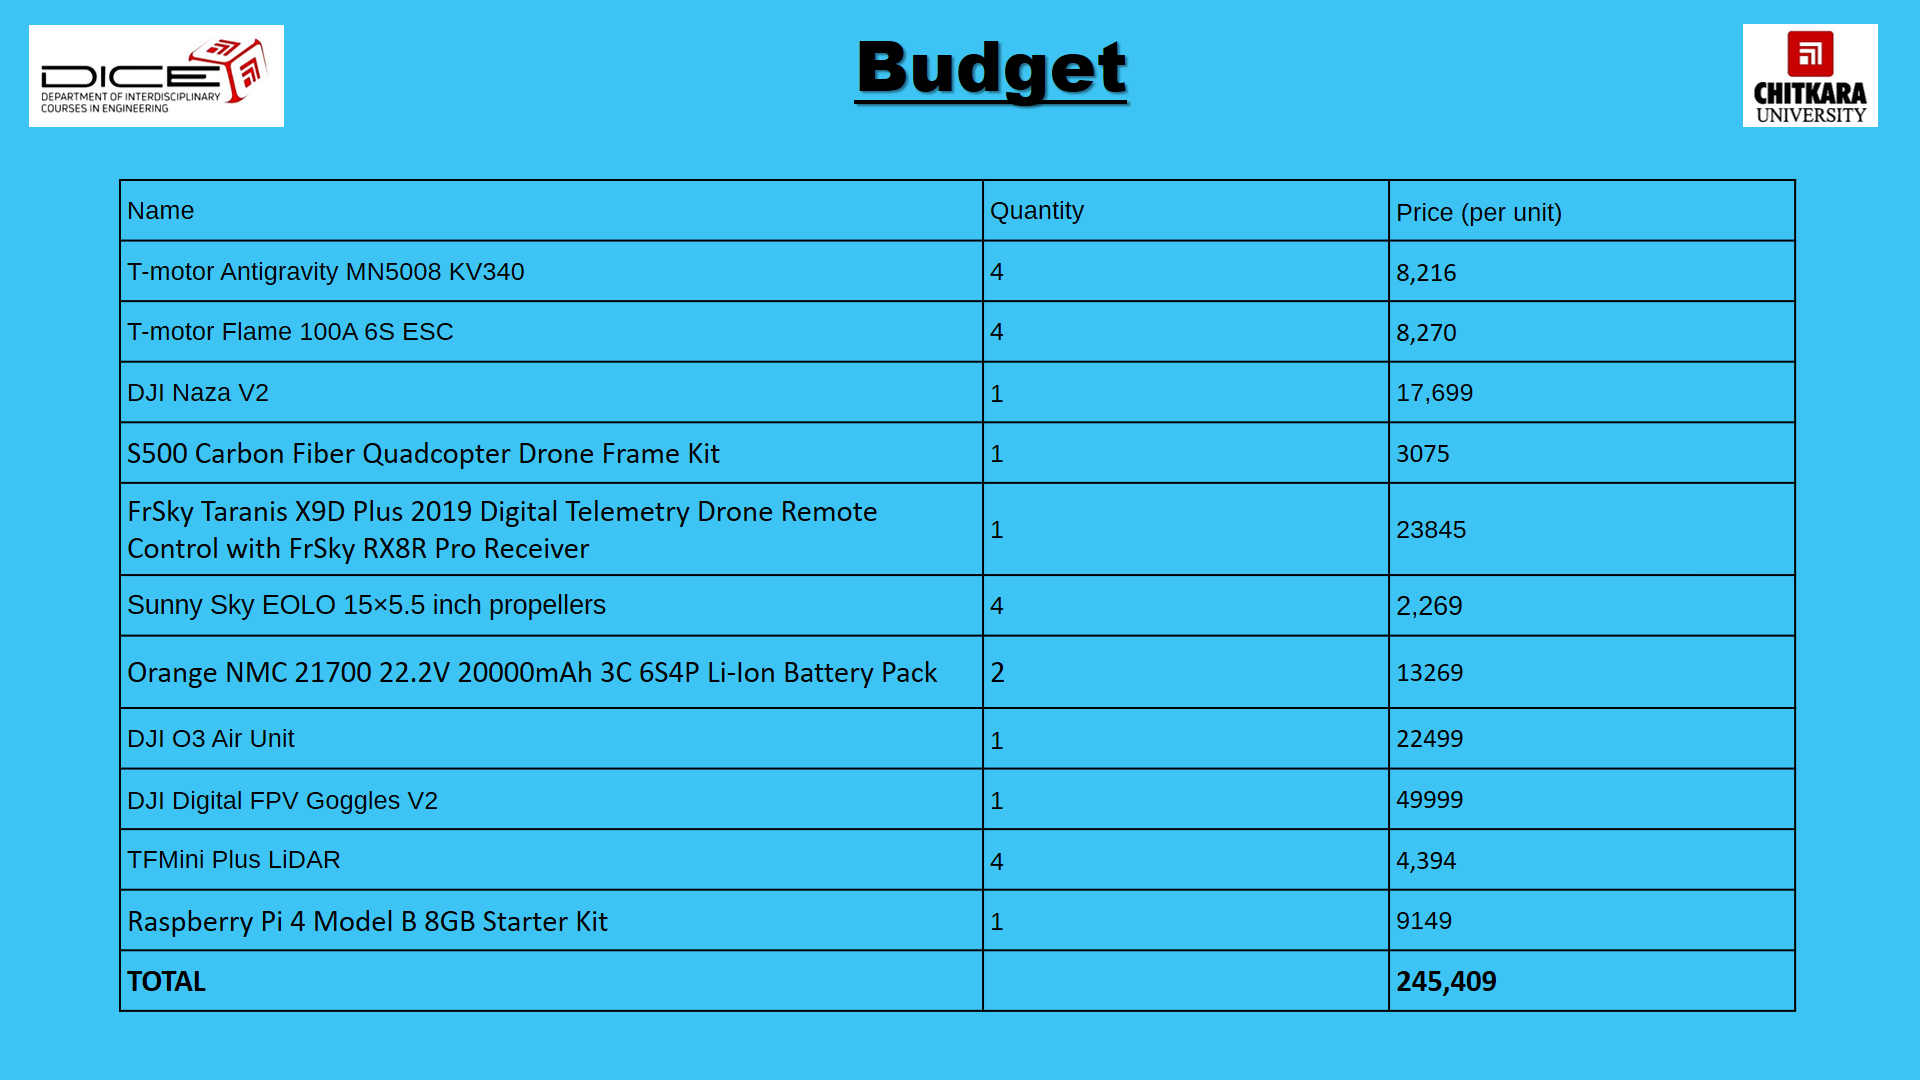 DICE
DEPARTMENT OF INTERDISCIPLINARY
COURSES IN ENGINEERING
Budget
CHITKARA
UNIVERSITY
Name Quantity Price (per unit)
T-motor Antigravity MN5008 KV340 4 8,216
T-motor Flame 100A 6S ESC 4 8,270
DJI Naza V2 1 17,699
S500 Carbon Fiber Quadcopter Drone Frame Kit 1 3075
FrSky Taranis X9D Plus 2019 Digital Telemetry Drone Remote
Control with FrSky RX8R Pro Receiver 1 23845
Sunny Sky EOLO 15×5.5 inch propellers 4 2,269
Orange NMC 21700 22.2V 20000mAh 3C 6S4P Li-Ion Battery Pack 2 13269
DJI O3 Air Unit 1 22499
DJI Digital FPV Goggles V2 1 49999
TFMini Plus LiDAR 4 4,394
Raspberry Pi 4 Model B 8GB Starter Kit 1 9149
TOTAL 245,409